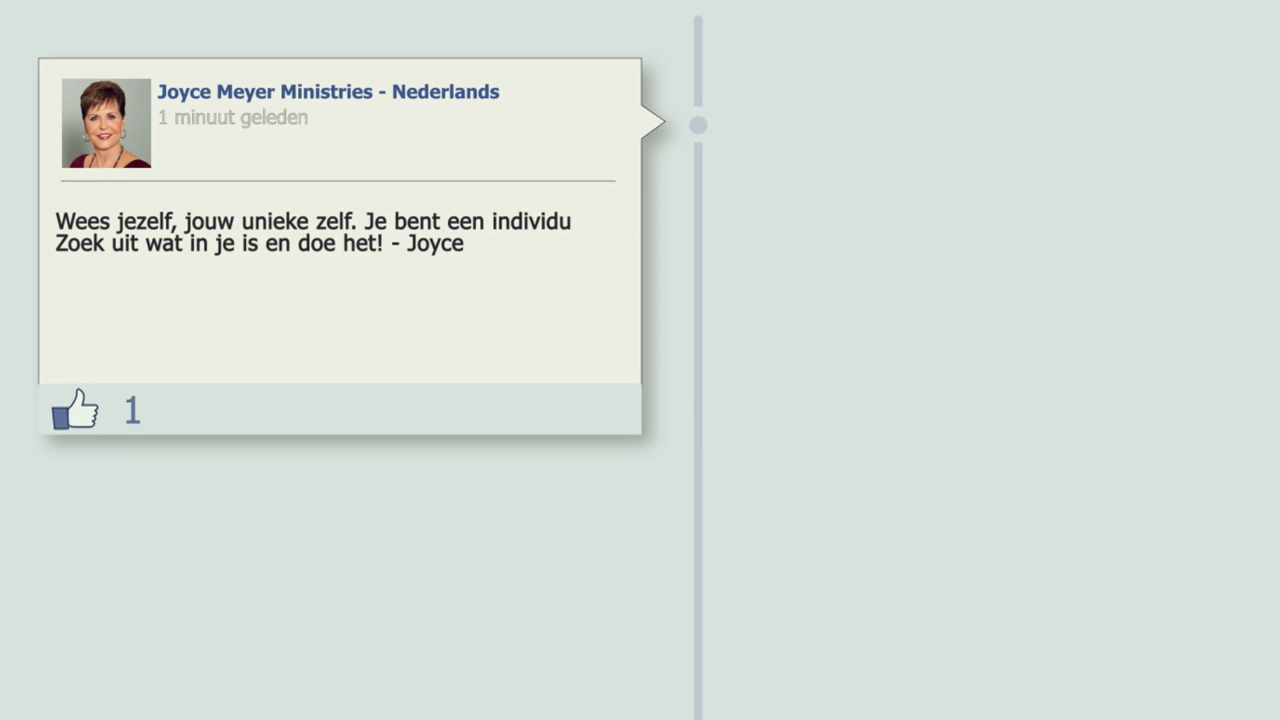 Joyce Meyer Ministries - Nederlands
1 minuut geleden
Wees jezelf, jouw unieke zelf. Je bent een individu
Zoek uit wat in je is en doe het! - Joyce
1